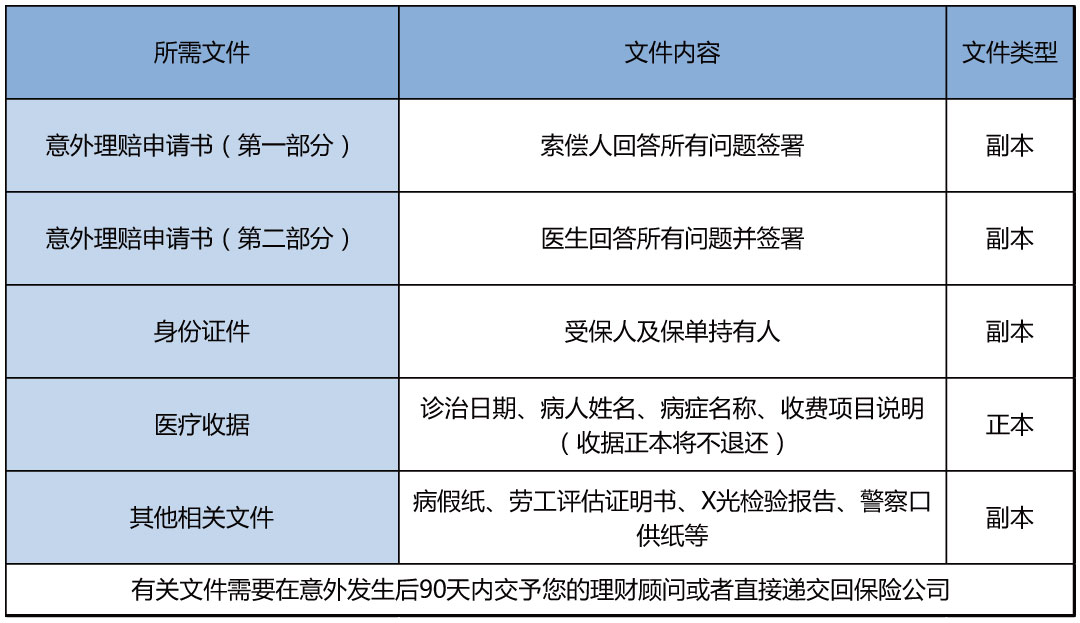 所需文件 文件内容 文件类型
意外理赔申请书（第一部分） 索偿人回答所有问题签署 副本
意外理赔申请书（第二部分） 医生回答所有问题并签署 副本
身份证件 受保人及保单持有人 副本
医疗收据 诊治日期、病人姓名、病症名称、收费项目说明
（收据正本将不退还） 正本
其他相关文件 病假纸、劳工评估证明书、X光检验报告、警察口
供纸等 副本
有关文件需要在意外发生后90天内交予您的理财顾问或者直接递交回保险公司